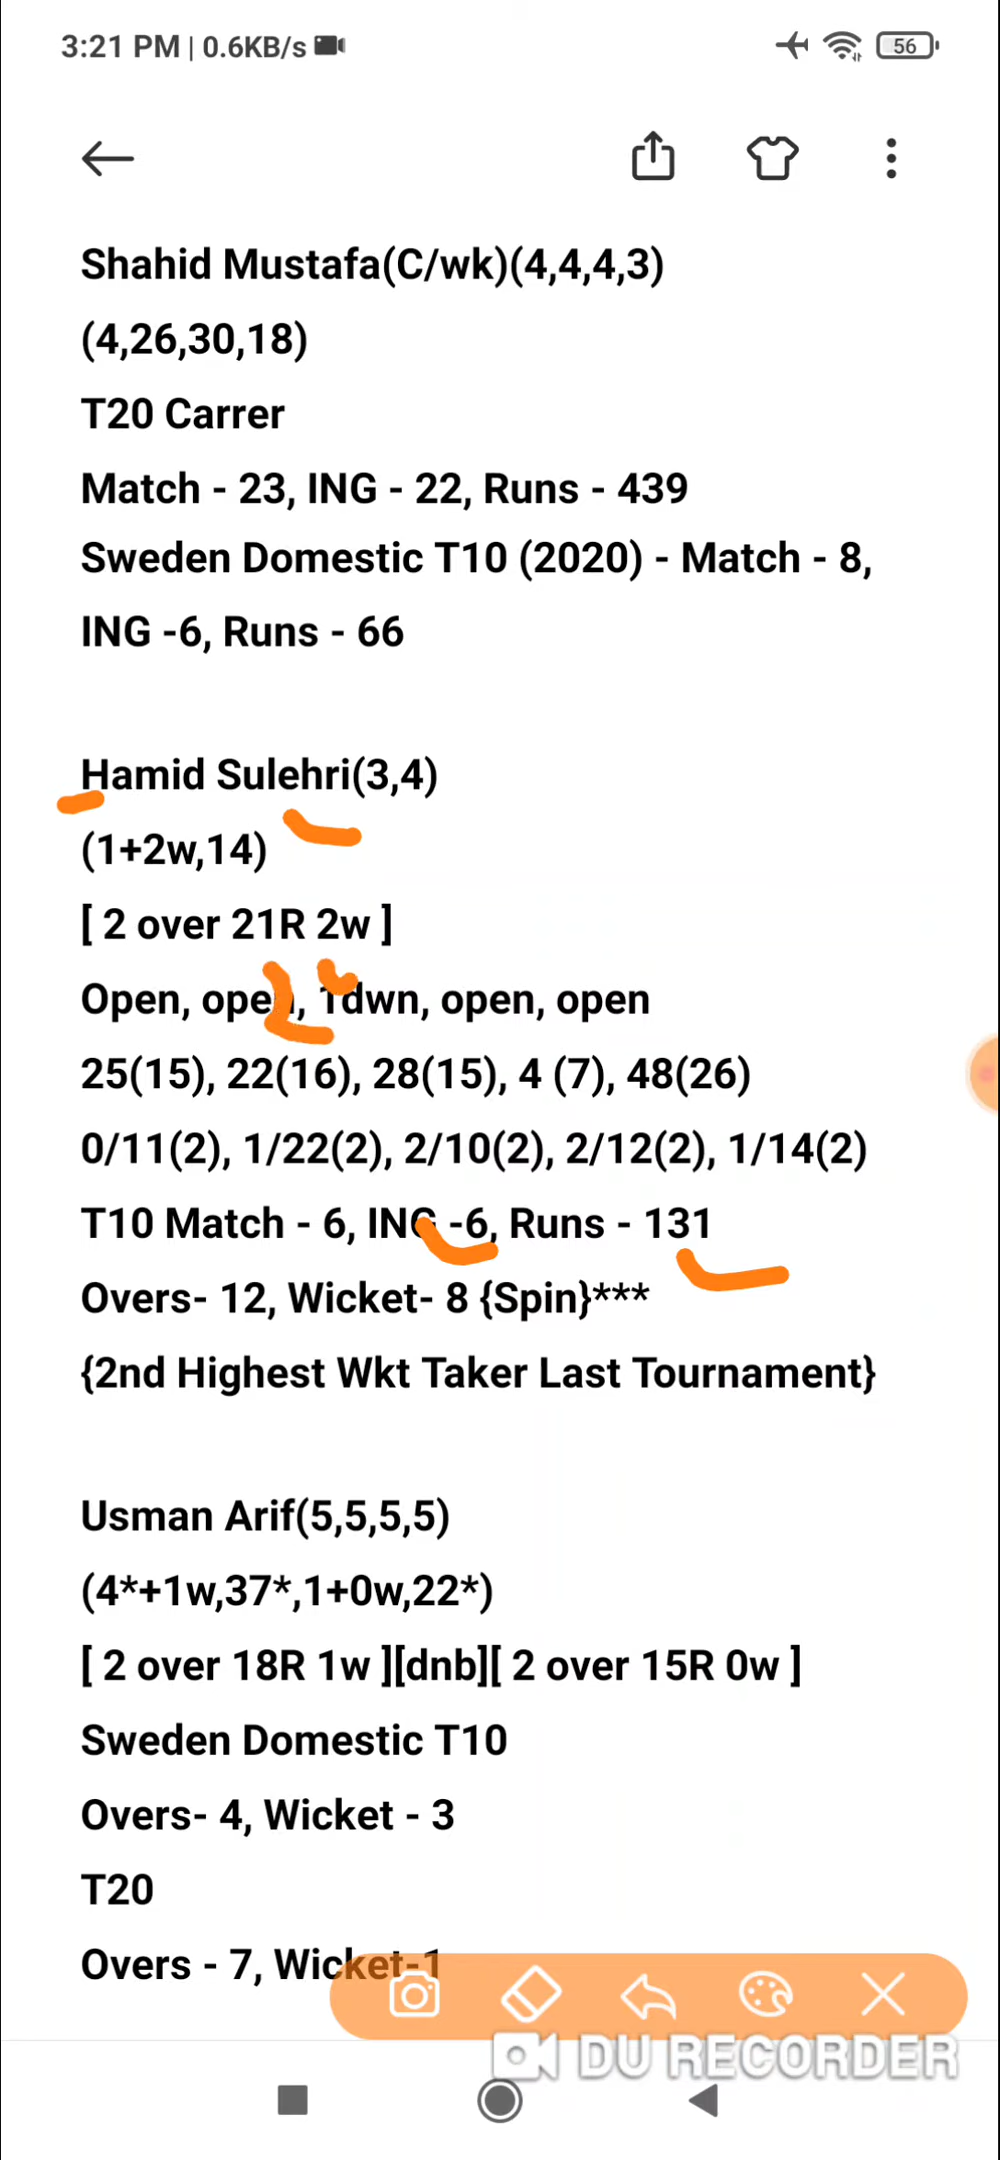 3:21 PM | 0.6KB/s
56
Shahid Mustafa(C/wk)(4,4,4,3)
(4,26,30,18)
T20 Carrer
Match - 23, ING - 22, Runs - 439
Sweden Domestic T10 (2020) - Match - 8,
ING -6, Runs - 66
Hamid Sulehri(3,4)
(1+2w,14)
[ 2 over 21R 2w ]
Open, open, 1dwn, open, open
25(15), 22(16), 28(15), 4 (7), 48(26)
0/11(2), 1/22(2), 2/10(2), 2/12(2), 1/14(2)
T10 Match - 6, ING -6, Runs - 131
Overs- 12, Wicket- 8 {Spin}***
{2nd Highest Wkt Taker Last Tournament}
Usman Arif(5,5,5,5)
(4*+1w,37*,1+0w,22*)
[ 2 over 18R 1w ][dnb][ 2 over 15R 0w ]
Sweden Domestic T10
Overs- 4, Wicket - 3
T20
Overs - 7, Wicket-1
DU RECORDER